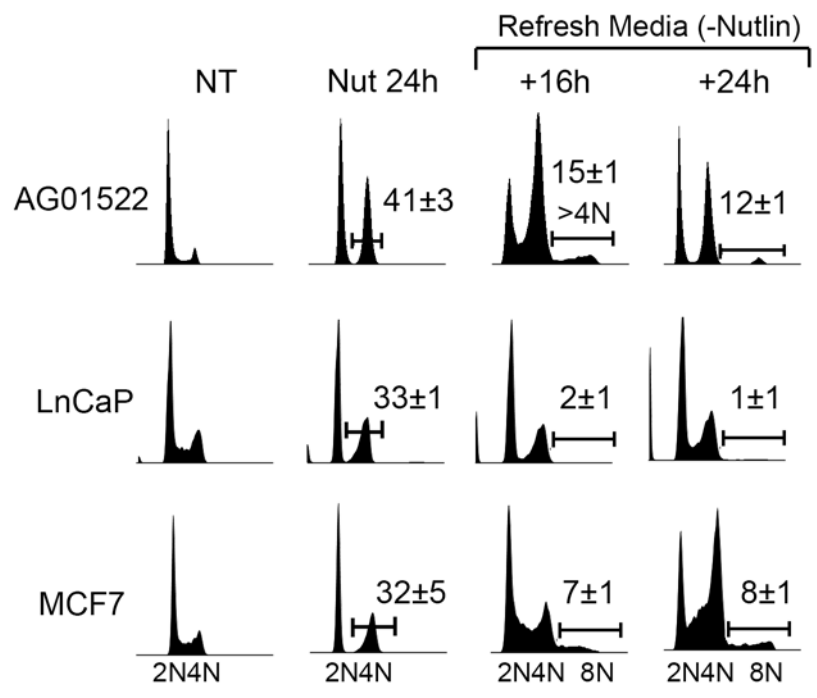 Refresh Media (-Nutlin)
NT Nut 24h +16h +24h
AG01522 41±3 15±1 12±1
>4N
LnCaP 33±1 2±1 1±1
MCF7 32±5 7±1 8±1
2N4N 2N4N 2N4N 8N 2N4N 8N